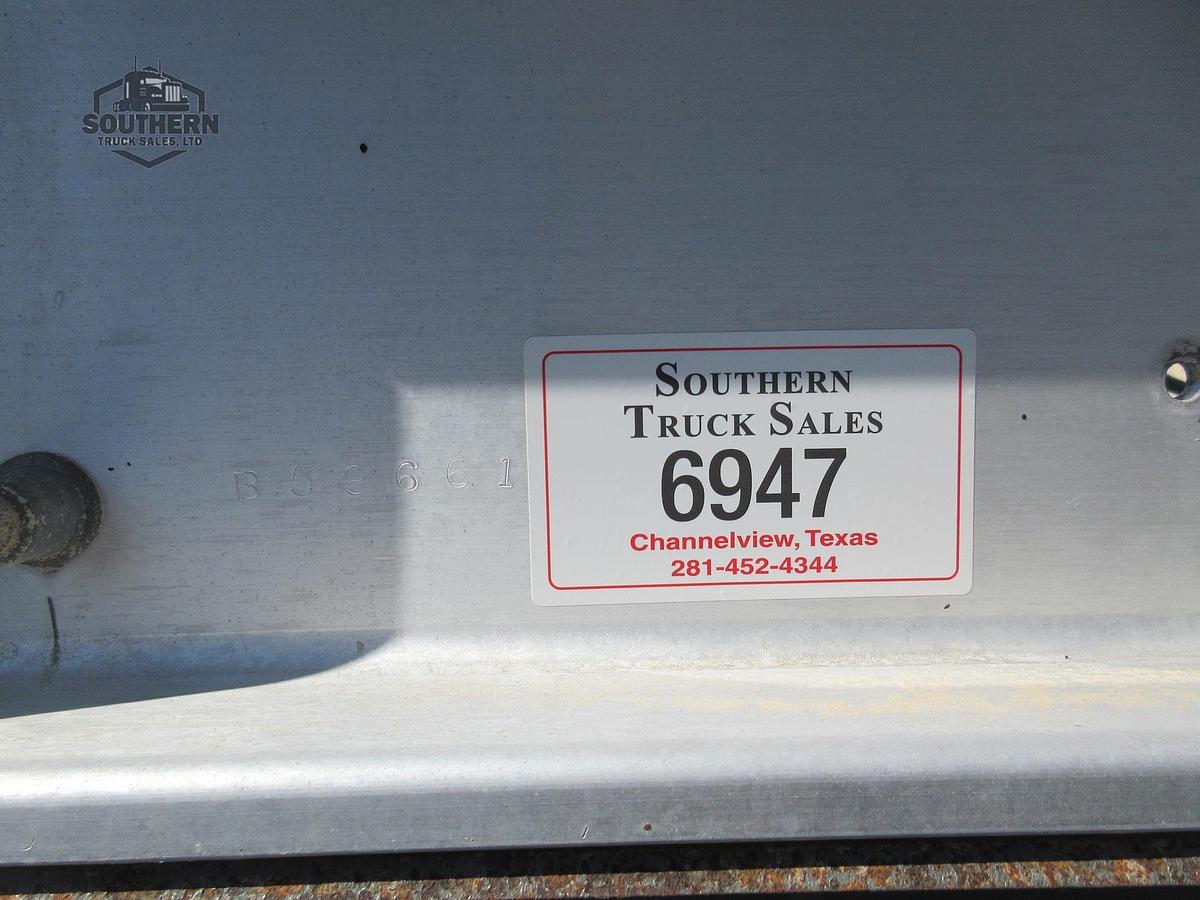 SOUTHERN
TRUCK SALES, LTD
SOUTHERN
TRUCK SALES
6947
Channelview, Texas
281-452-4344
B59661